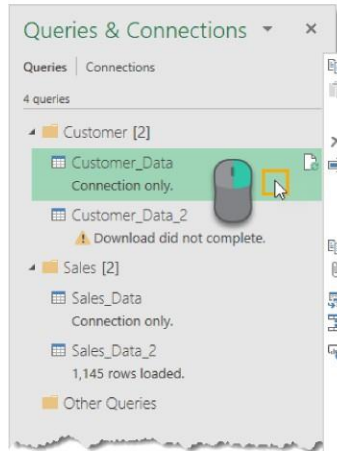 Queries & Connections
Queries | Connections
4 queries
Customer [2]
Customer_Data
Connection only.
Customer_Data_2
Download did not complete.
Sales [2]
Sales_Data
Connection only.
Sales_Data_2
1,145 rows loaded.
Other Queries